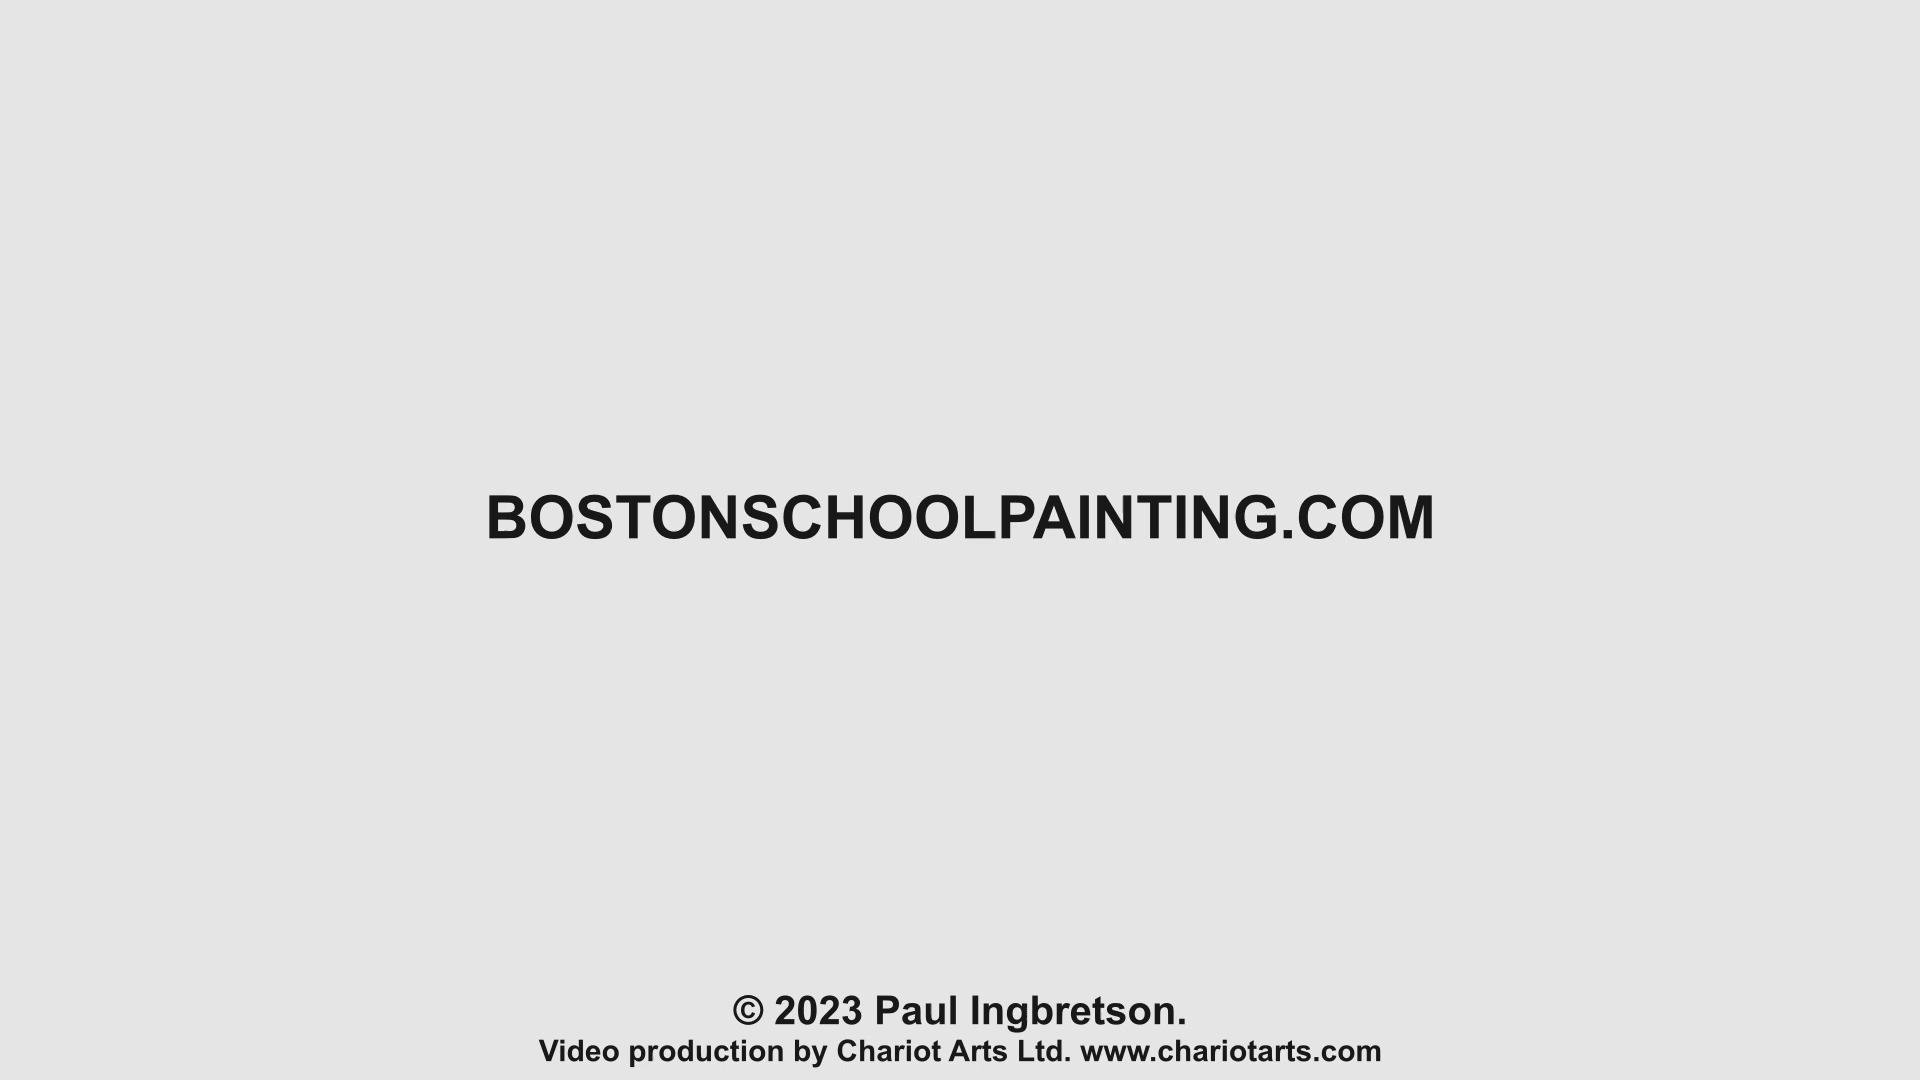 BOSTONSCHOOLPAINTING.COM
© 2023 Paul Ingbretson.
Video production by Chariot Arts Ltd. www.chariotarts.com